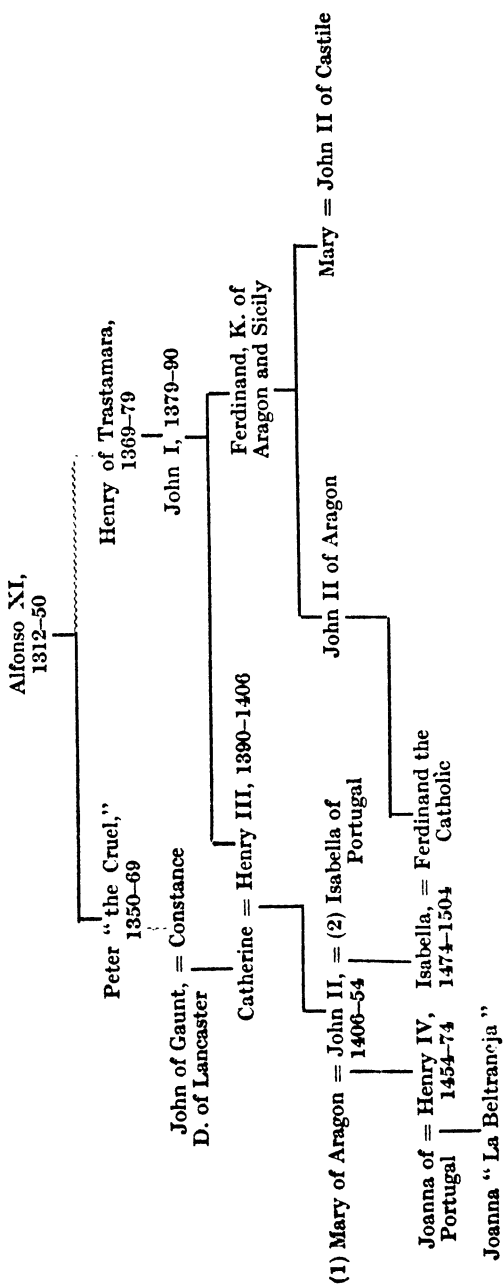 Alfonso XI,
1312–50
Peter “the Cruel,”
1350–69
Henry of Trastamara,
1369–79
John of Gaunt, = Constance
D. of Lancaster
John I, 1379–90
Catherine = Henry III, 1390–1406
Ferdinand, K. of
Aragon and Sicily
(1) Mary of Aragon = John II, = (2) Isabella of
1406–54 Portugal
John II of Aragon
Mary = John II of Castile
Joanna of = Henry IV,
Portugal 1454–74
Isabella, = Ferdinand the
1474–1504 Catholic
Joanna “La Beltraneja”